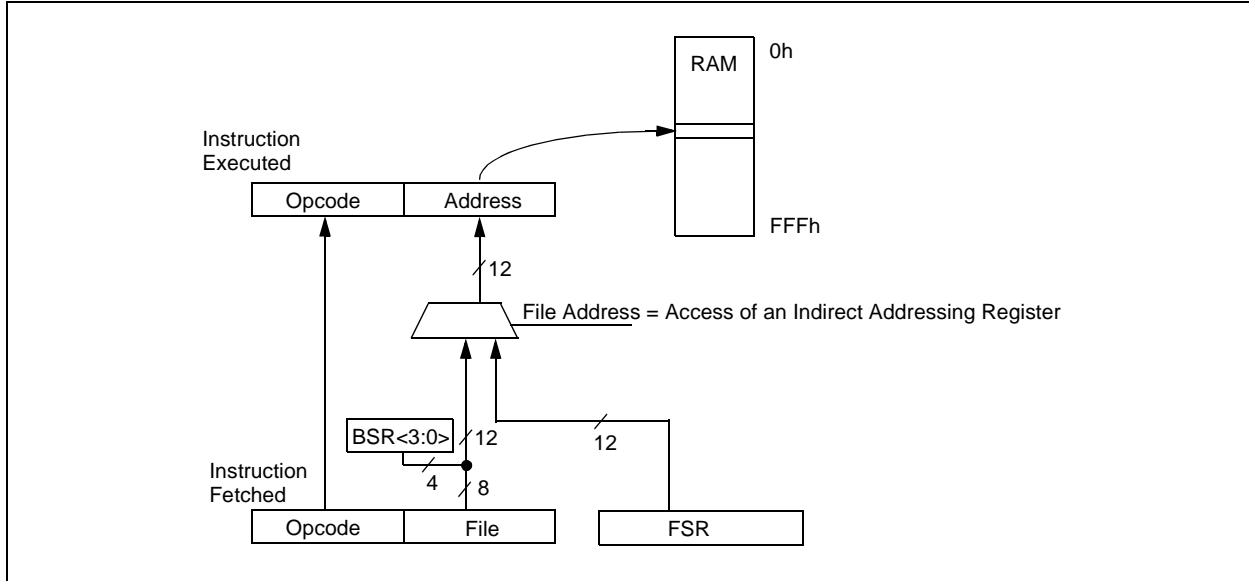 RAM
0h
Instruction
Executed
Opcode
Address
FFFh
12
File Address = Access of an Indirect Addressing Register
BSR<3:0>
12
12
4
8
Instruction
Fetched
Opcode
File
FSR